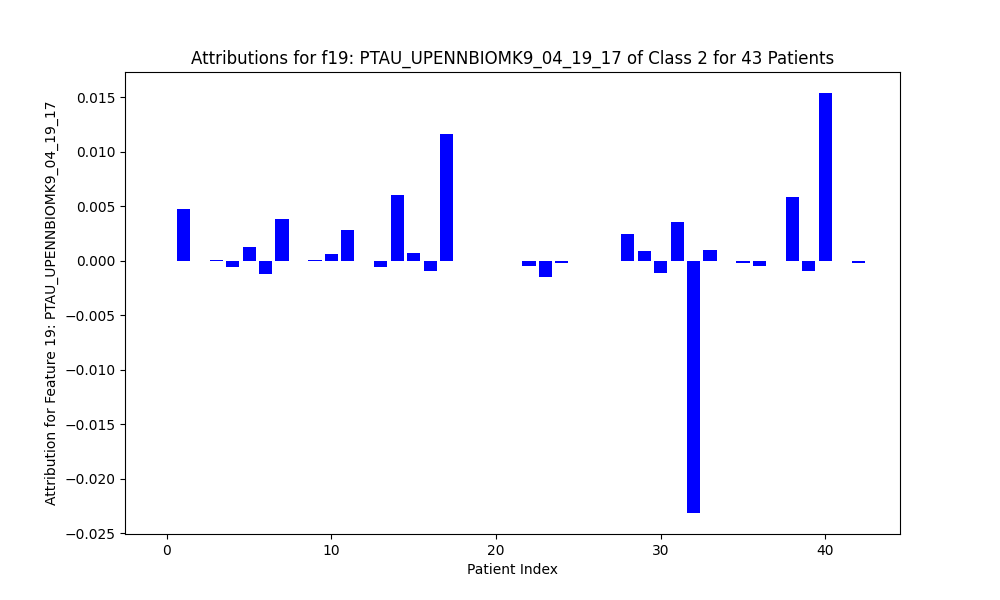 Attributions for f19: PTAU_UPENNBIOMK9_04_19_17 of Class 2 for 43 Patients
Attribution for Feature 19: PTAU_UPENNBIOMK9_04_19_17
0.015
0.010
0.005
0.000
−0.005
−0.010
−0.015
−0.020
−0.025
0 10 20 30 40
Patient Index